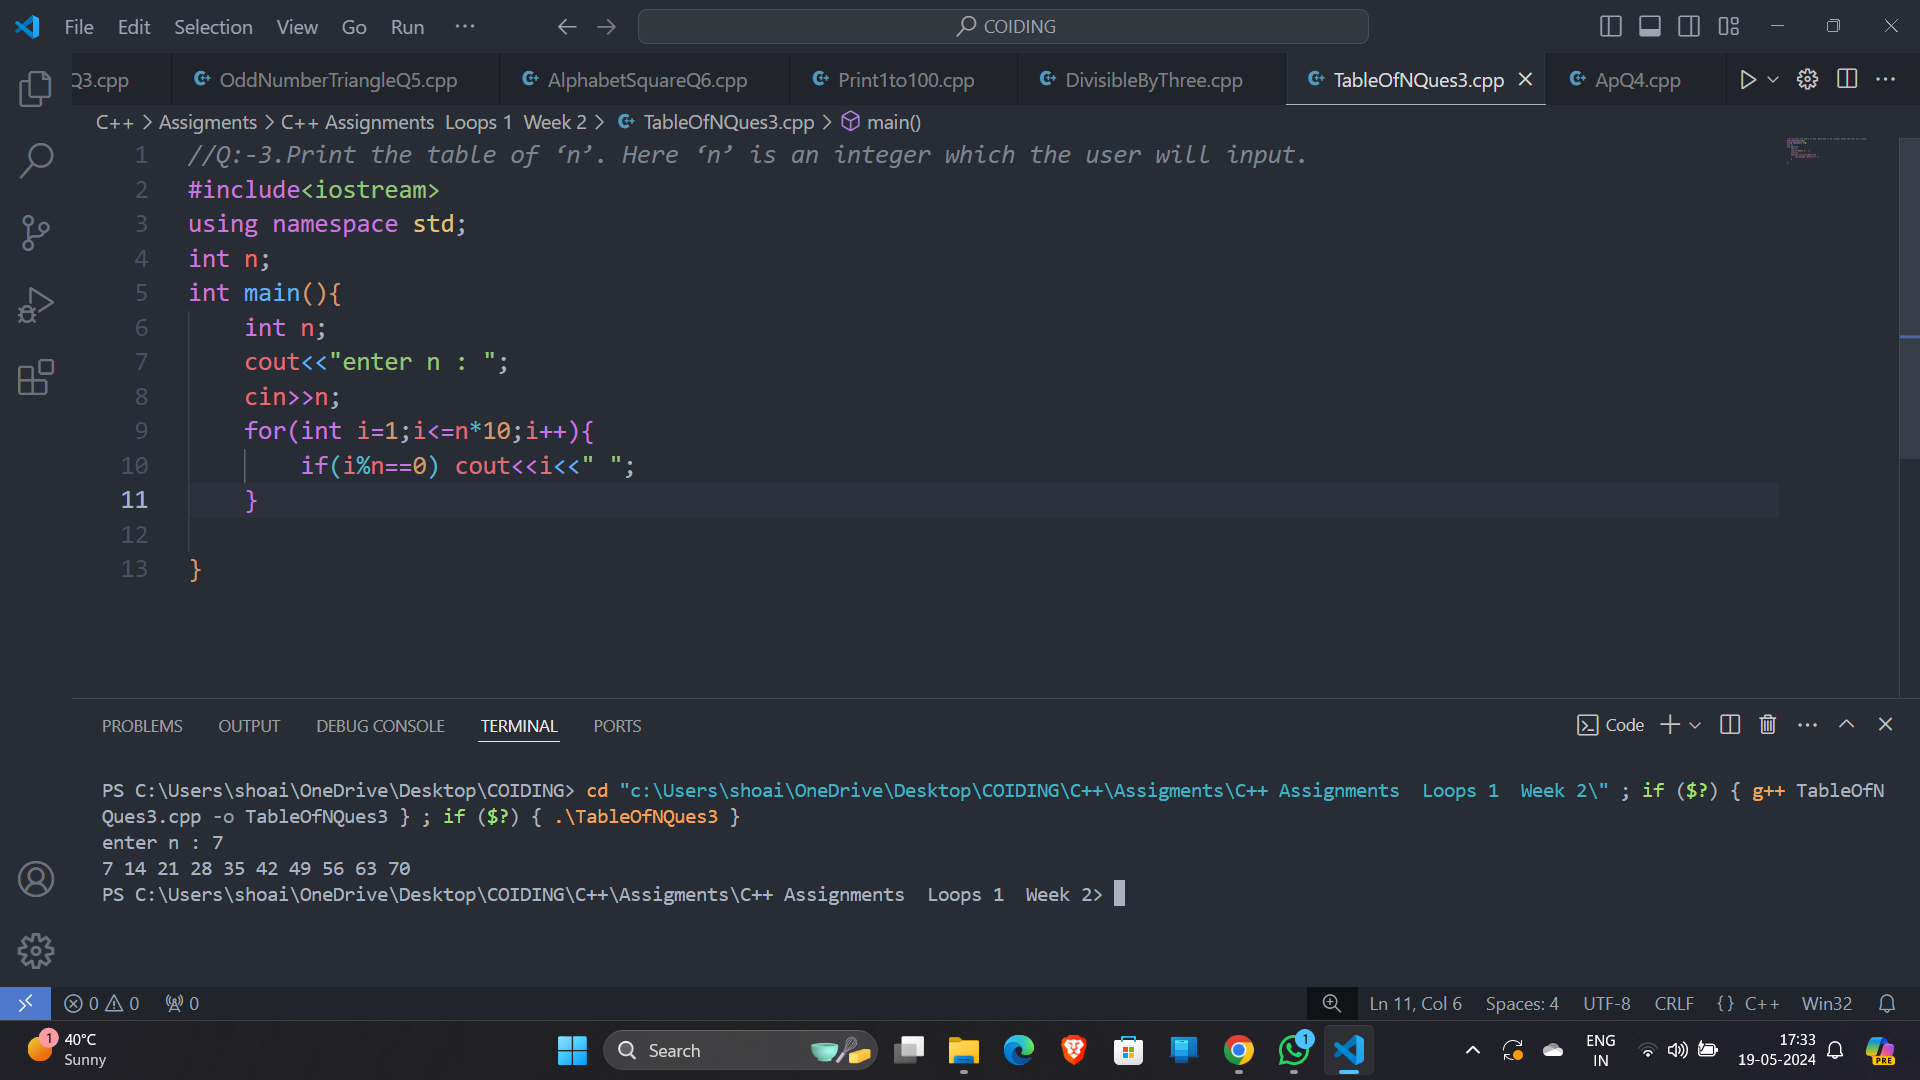 File Edit Selection View Go Run ··· COIDING
Q3.cpp OddNumberTriangleQ5.cpp AlphabetSquareQ6.cpp Print1to100.cpp DivisibleByThree.cpp TableOfNQues3.cpp ApQ4.cpp
C++ > Assigments > C++ Assignments  Loops 1  Week 2 > TableOfNQues3.cpp > main()
1 //Q:-3.Print the table of ‘n’. Here ‘n’ is an integer which the user will input.
2 #include<iostream>
3 using namespace std;
4 int n;
5 int main(){
6     int n;
7     cout<<"enter n : ";
8     cin>>n;
9     for(int i=1;i<=n*10;i++){
10         if(i%n==0) cout<<i<<" ";
11     }
12
13 }
PROBLEMS OUTPUT DEBUG CONSOLE TERMINAL PORTS Code
PS C:\Users\shoai\OneDrive\Desktop\COIDING> cd "c:\Users\shoai\OneDrive\Desktop\COIDING\C++\Assigments\C++ Assignments  Loops 1  Week 2\" ; if ($?) { g++ TableOfN
Ques3.cpp -o TableOfNQues3 } ; if ($?) { .\TableOfNQues3 }
enter n : 7
7 14 21 28 35 42 49 56 63 70
PS C:\Users\shoai\OneDrive\Desktop\COIDING\C++\Assigments\C++ Assignments  Loops 1  Week 2>
0 0 0 Ln 11, Col 6 Spaces: 4 UTF-8 CRLF {} C++ Win32
1 40°C
Sunny
Search
1
ENG
IN
17:33
19-05-2024
PRE